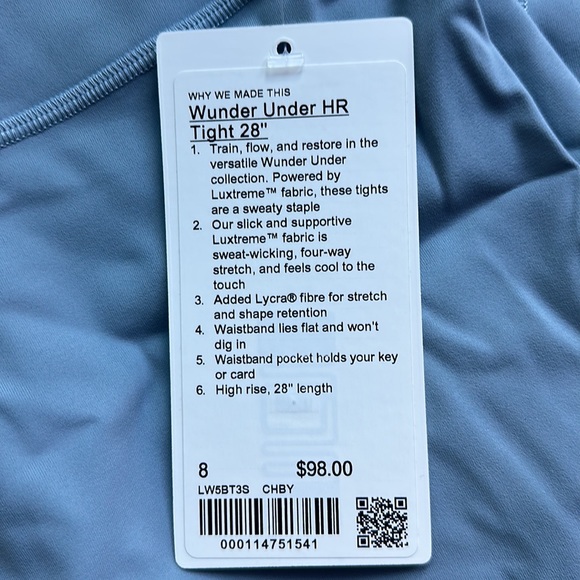 WHY WE MADE THIS
Wunder Under HR
Tight 28"
1. Train, flow, and restore in the
versatile Wunder Under
collection. Powered by
Luxtreme™ fabric, these tights
are a sweaty staple
2. Our slick and supportive
Luxtreme™ fabric is
sweat-wicking, four-way
stretch, and feels cool to the
touch
3. Added Lycra® fibre for stretch
and shape retention
4. Waistband lies flat and won't
dig in
5. Waistband pocket holds your key
or card
6. High rise, 28" length
8 $98.00
LW5BT3S CHBY
000114751541